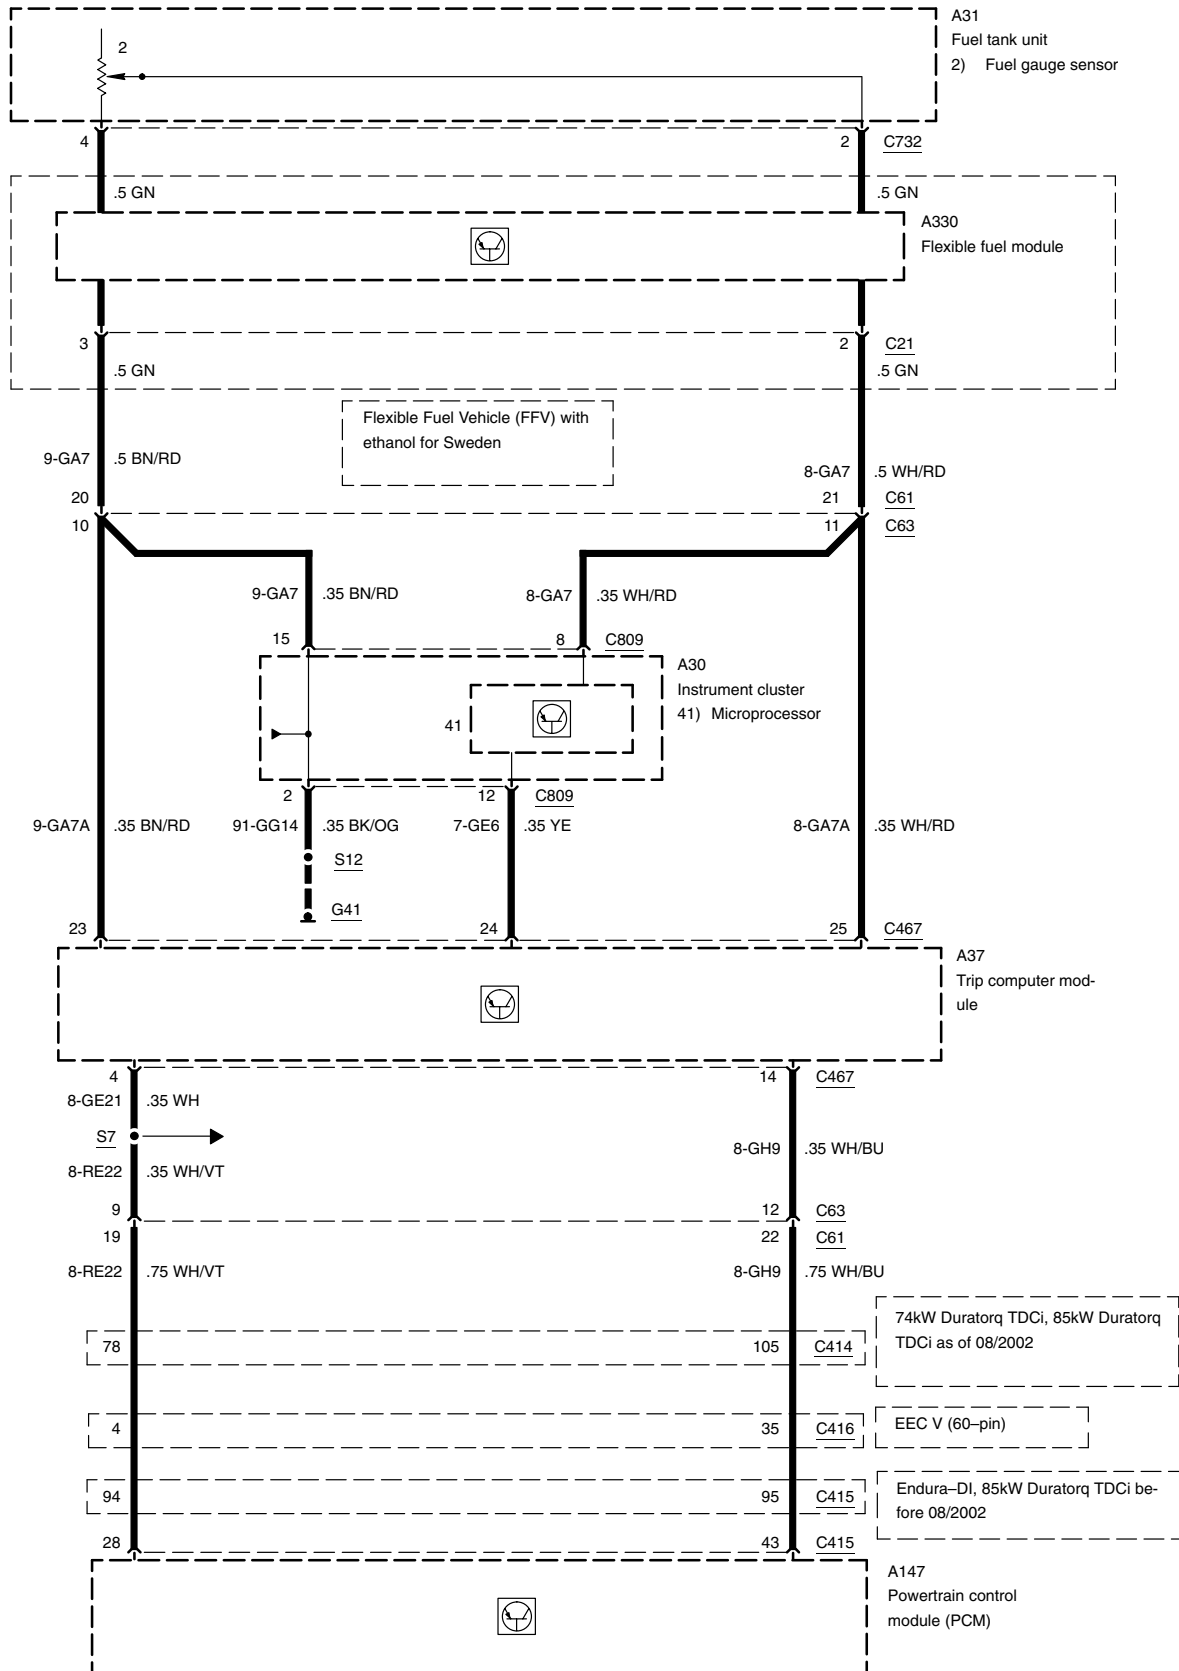 A31
Fuel tank unit
2) Fuel gauge sensor
2
4
2
C732
.5 GN
.5 GN
A330
Flexible fuel module
3
2
C21
.5 GN
.5 GN
Flexible Fuel Vehicle (FFV) with
ethanol for Sweden
9-GA7
.5 BN/RD
8-GA7
.5 WH/RD
20
21
C61
10
11
C63
9-GA7
.35 BN/RD
8-GA7
.35 WH/RD
15
8
C809
A30
Instrument cluster
41) Microprocessor
41
2
12
C809
9-GA7A
.35 BN/RD
91-GG14
.35 BK/OG
7-GE6
.35 YE
8-GA7A
.35 WH/RD
S12
G41
23
24
25
C467
A37
Trip computer mod-
ule
4
14
C467
8-GE21
.35 WH
S7
8-GH9
.35 WH/BU
8-RE22
.35 WH/VT
9
12
C63
19
22
C61
8-RE22
.75 WH/VT
8-GH9
.75 WH/BU
74kW Duratorq TDCi, 85kW Duratorq
TDCi as of 08/2002
78
105
C414
EEC V (60–pin)
4
35
C416
Endura–DI, 85kW Duratorq TDCi be-
fore 08/2002
94
95
C415
28
43
C415
A147
Powertrain control
module (PCM)